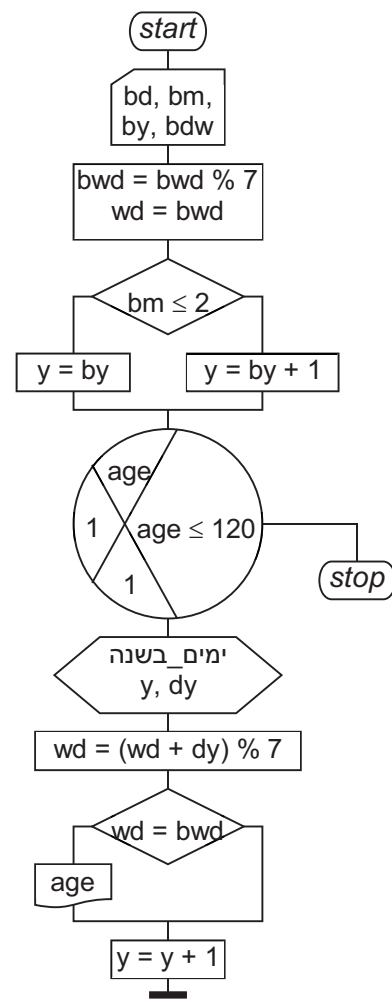 start
bd, bm,
by, bdw
bwd = bwd % 7
wd = bwd
bm ≤ 2
y = by
y = by + 1
age
1
age ≤ 120
1
stop
ימים_בשנה
y, dy
wd = (wd + dy) % 7
wd = bwd
age
y = y + 1